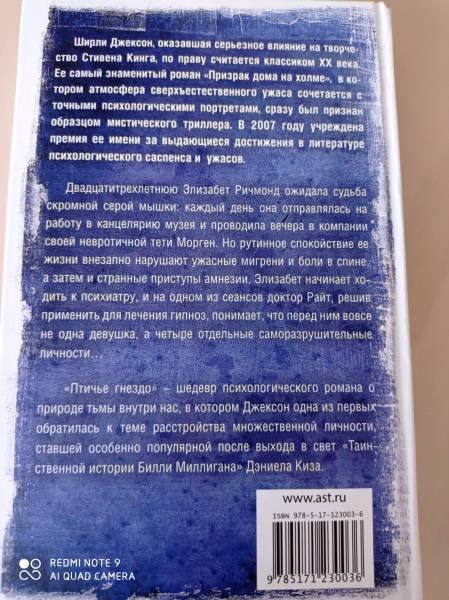 Ширли Джексон, оказавшая серьезное влияние на творче-
ство Стивена Кинга, по праву считается классиком XX века.
Ее самый знаменитый роман «Призрак дома на холме», в ко-
тором атмосфера сверхъестественного ужаса сочетается с
точными психологическими портретами, сразу был признан
образцом мистического триллера. В 2007 году учреждена
премия ее имени за выдающиеся достижения в литературе
психологического саспенса и ужасов.
Двадцатитрехлетнюю Элизабет Ричмонд ожидала судьба
скромной серой мышки: каждый день она отправлялась на
работу в канцелярию музея и проводила вечера в компании
своей невротичной тети Морген. Но рутинное спокойствие ее
жизни внезапно нарушают ужасные мигрени и боли в спине,
а затем и странные приступы амнезии. Элизабет начинает хо-
дить к психиатру, и на одном из сеансов доктор Райт, решив
применить для лечения гипноз, понимает, что перед ним вовсе
не одна девушка, а четыре отдельные саморазрушительные
личности...
«Птичье гнездо» – шедевр психологического романа о
природе тьмы внутри нас, в котором Джексон одна из первых
обратилась к теме расстройства множественной личности,
ставшей особенно популярной после выхода в свет «Таин-
ственной истории Билли Миллигана» Дэниела Киза.
www.ast.ru
ISBN 978-5-17-123003-6
9 785171 230036
REDMI NOTE 9
AI QUAD CAMERA